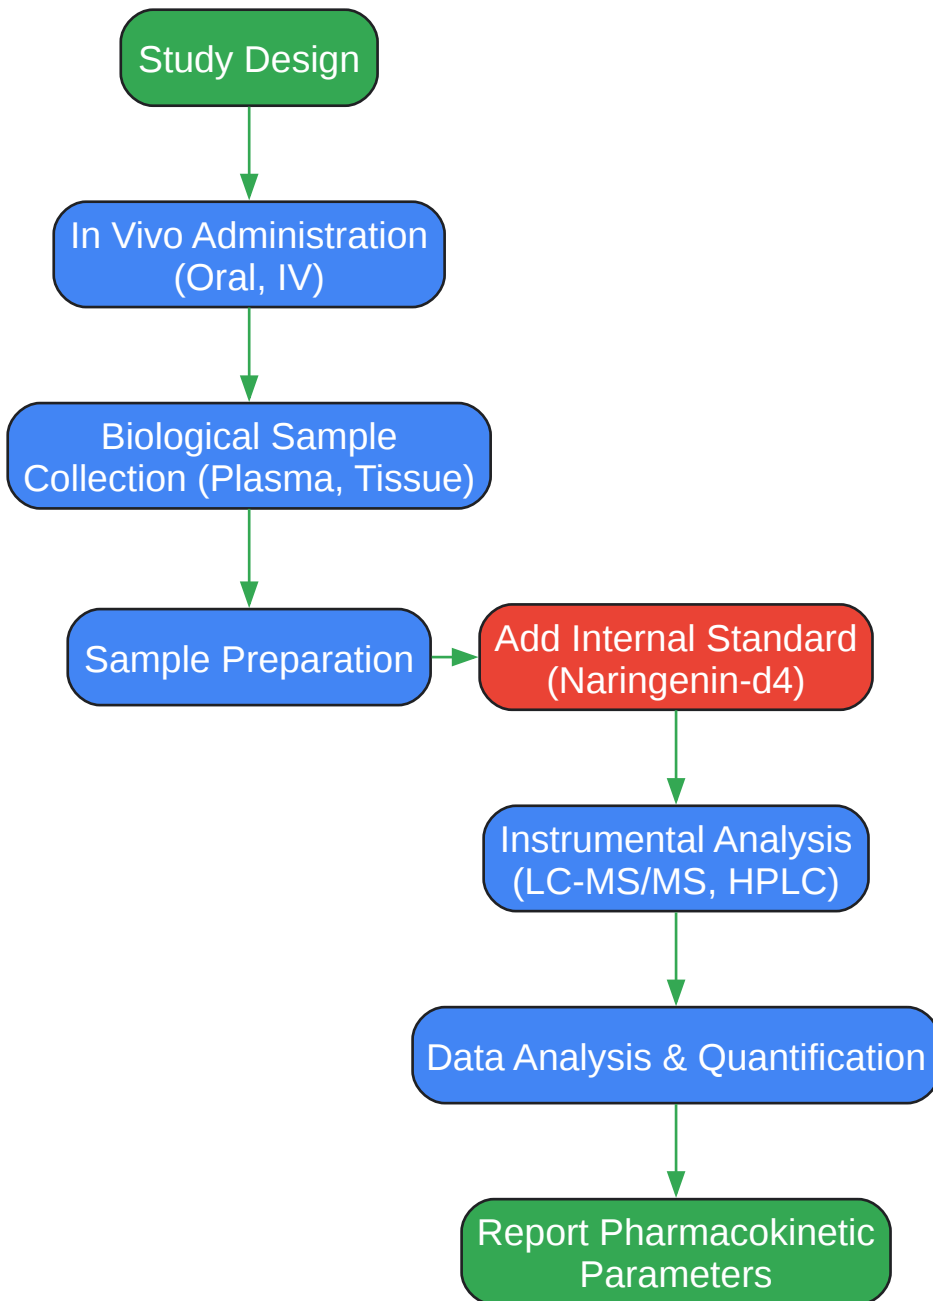 Study Design
In Vivo Administration
(Oral, IV)
Biological Sample
Collection (Plasma, Tissue)
Sample Preparation
Add Internal Standard
(Naringenin-d4)
Instrumental Analysis
(LC-MS/MS, HPLC)
Data Analysis & Quantification
Report Pharmacokinetic
Parameters